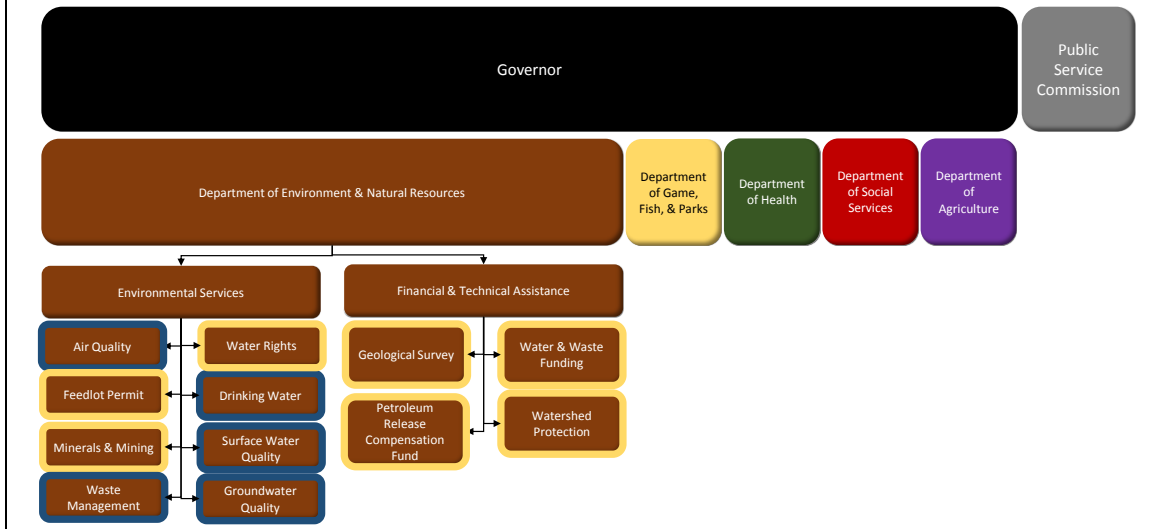 Governor
Public
Service
Commission
Department of Environment & Natural Resources
Department
of Game,
Fish, & Parks
Department
of Health
Department
of Social
Services
Department
of
Agriculture
Environmental Services
Financial & Technical Assistance
Air Quality
Water Rights
Feedlot Permit
Drinking Water
Minerals & Mining
Surface Water
Quality
Waste
Management
Groundwater
Quality
Geological Survey
Water & Waste
Funding
Petroleum
Release
Compensation
Fund
Watershed
Protection